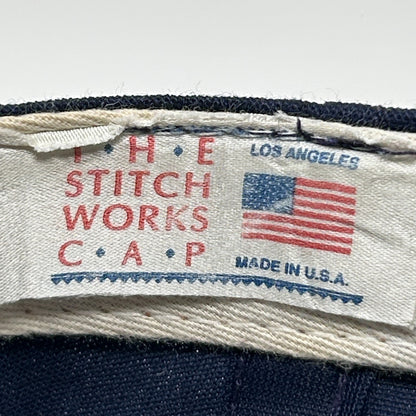 T•H•E
STITCH
WORKS
C•A•P
LOS ANGELES
MADE IN U.S.A.